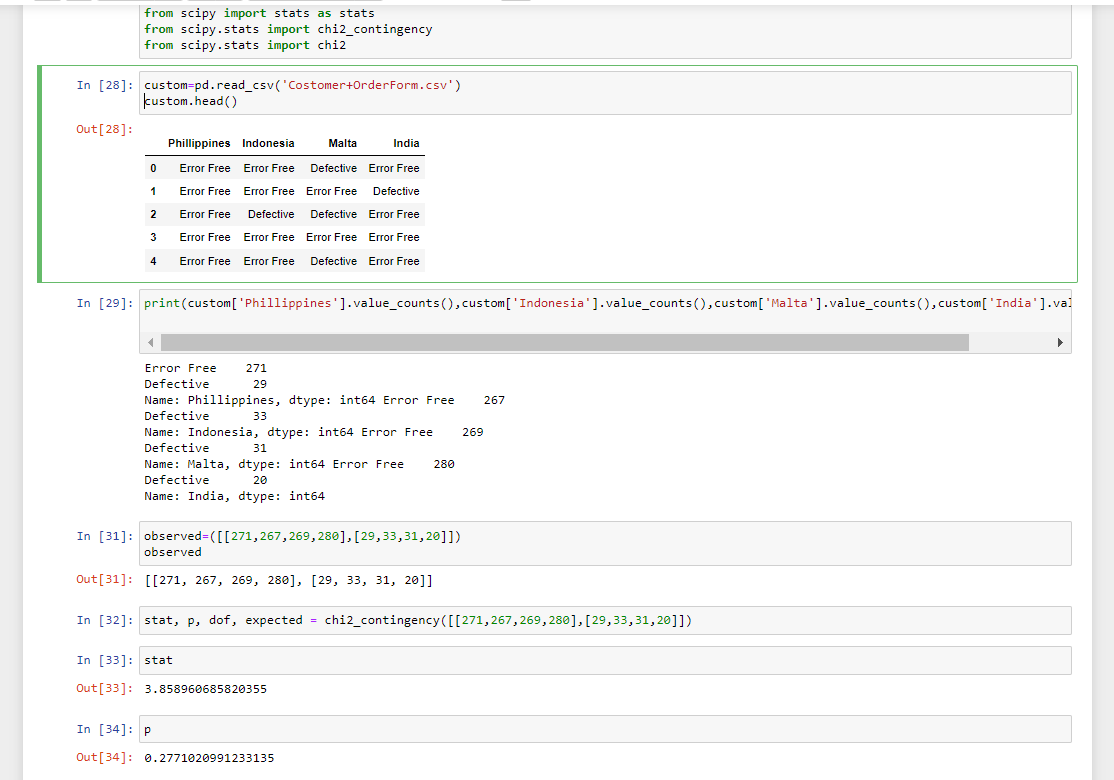 from scipy import stats as stats
from scipy.stats import chi2_contingency
from scipy.stats import chi2
In [28]: custom=pd.read_csv('Costomer+OrderForm.csv')
custom.head()
Out[28]:
Phillippines Indonesia Malta India
0 Error Free Error Free Defective Error Free
1 Error Free Error Free Error Free Defective
2 Error Free Defective Defective Error Free
3 Error Free Error Free Error Free Error Free
4 Error Free Error Free Defective Error Free
In [29]: print(custom['Phillippines'].value_counts(),custom['Indonesia'].value_counts(),custom['Malta'].value_counts(),custom['India'].val
Error Free 271
Defective 29
Name: Phillippines, dtype: int64 Error Free 267
Defective 33
Name: Indonesia, dtype: int64 Error Free 269
Defective 31
Name: Malta, dtype: int64 Error Free 280
Defective 20
Name: India, dtype: int64
In [31]: observed=([[271,267,269,280],[29,33,31,20]])
observed
Out[31]: [[271, 267, 269, 280], [29, 33, 31, 20]]
In [32]: stat, p, dof, expected = chi2_contingency([[271,267,269,280],[29,33,31,20]])
In [33]: stat
Out[33]: 3.858960685820355
In [34]: p
Out[34]: 0.2771020991233135